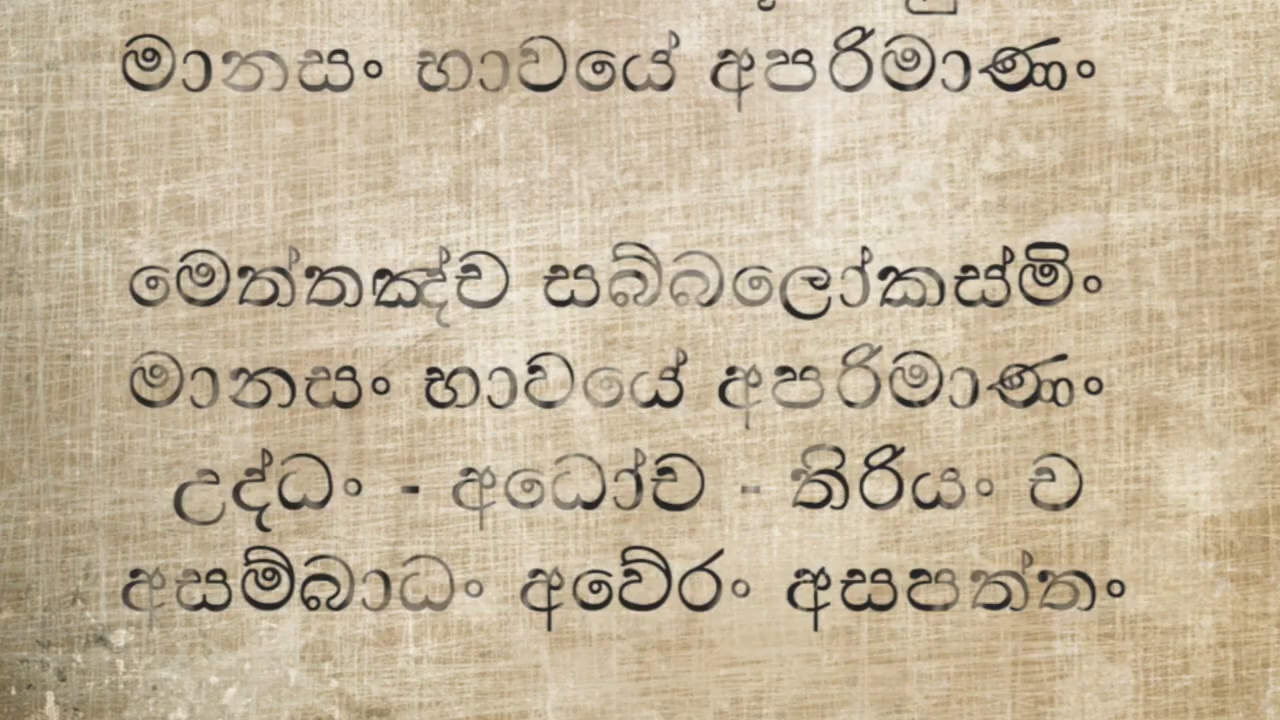 මානසං භාවයේ අපරිමාණං
මෙත්තඤ්ච සබ්බලෝකස්මිං
මානසං භාවයේ අපරිමාණං
උද්ධං - අධෝච - තිරියං ච
අසම්බාධං අවේරං අසපත්තං